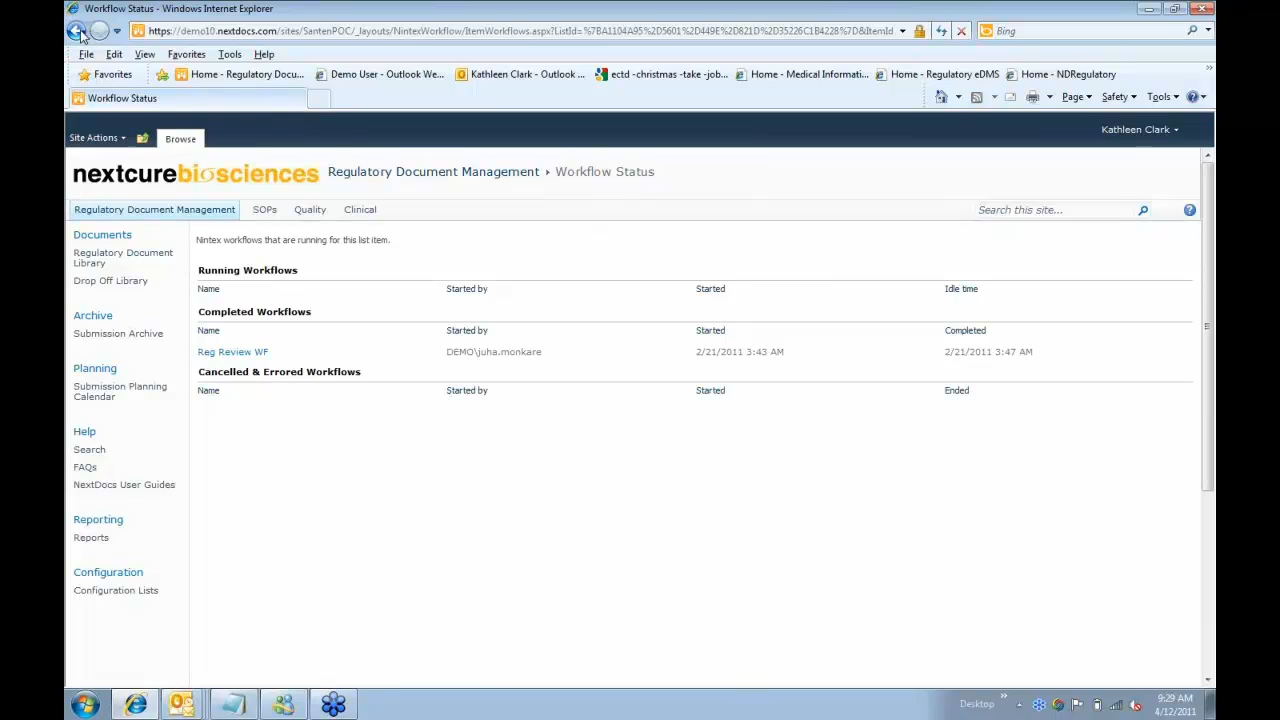 Workflow Status - Windows Internet Explorer
https://demo10.nextdocs.com/sites/SantenPOC/_layouts/NintexWorkflow/ItemWorkflows.aspx?ListId=%7BA1104A95%2D5601%2D449E%2D821D%2D35226C1B4228%7D&ItemId
Bing
File Edit View Favorites Tools Help
Favorites Home - Regulatory Docu... Demo User - Outlook We... Kathleen Clark - Outlook ... ectd -christmas -take -job... Home - Medical Informati... Home - Regulatory eDMS Home - NDRegulatory
Workflow Status
Page Safety Tools
Site Actions Browse Kathleen Clark
nextcurebiosciences Regulatory Document Management Workflow Status
Regulatory Document Management SOPs Quality Clinical Search this site...
Documents
Regulatory Document
Library
Drop Off Library
Archive
Submission Archive
Planning
Submission Planning
Calendar
Help
Search
FAQs
NextDocs User Guides
Reporting
Reports
Configuration
Configuration Lists
Nintex workflows that are running for this list item.
Running Workflows
Name Started by Started Idle time
Completed Workflows
Name Started by Started Completed
Reg Review WF DEMO\juha.monkare 2/21/2011 3:43 AM 2/21/2011 3:47 AM
Cancelled & Errored Workflows
Name Started by Started Ended
Desktop
9:29 AM
4/12/2011